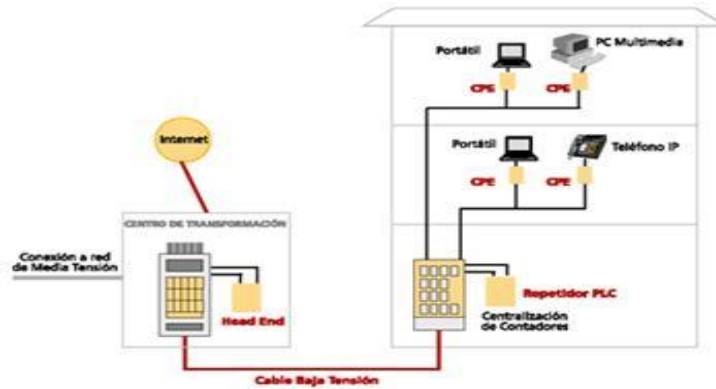 Portátil
PC Multimedia
CPE
CPE
Internet
Portátil
Teléfono IP
CPE
CPE
CENTRO DE TRANSFORMACIÓN
Conexión a red
de Media Tensión
Head End
Repetidor PLC
Centralización
de Contadores
Cable Baja Tensión